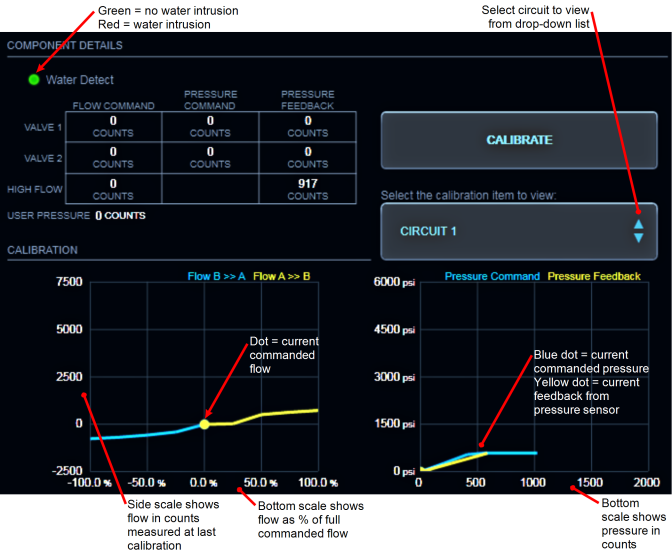 Green = no water intrusion
Red = water intrusion
Select circuit to view
from drop-down list
COMPONENT DETAILS
Water Detect
FLOW COMMAND
PRESSURE
COMMAND
PRESSURE
FEEDBACK
VALVE 1
0
COUNTS
0
COUNTS
0
COUNTS
VALVE 2
0
COUNTS
0
COUNTS
0
COUNTS
HIGH FLOW
0
COUNTS
917
COUNTS
USER PRESSURE 0 COUNTS
CALIBRATE
Select the calibration item to view:
CIRCUIT 1
CALIBRATION
Flow B >> A Flow A >> B
7500
5000
2500
0
-2500
-100.0 % -50.0 % 0.0 % 50.0 % 100.0 %
Dot = current
commanded
flow
Pressure Command Pressure Feedback
6000 psi
4500 psi
3000 psi
1500 psi
0 psi
0 500 1000 1500 2000
Blue dot = current
commanded pressure
Yellow dot = current
feedback from
pressure sensor
Side scale shows
flow in counts
measured at last
calibration
Bottom scale shows
flow as % of full
commanded flow
Bottom
scale shows
pressure in
counts